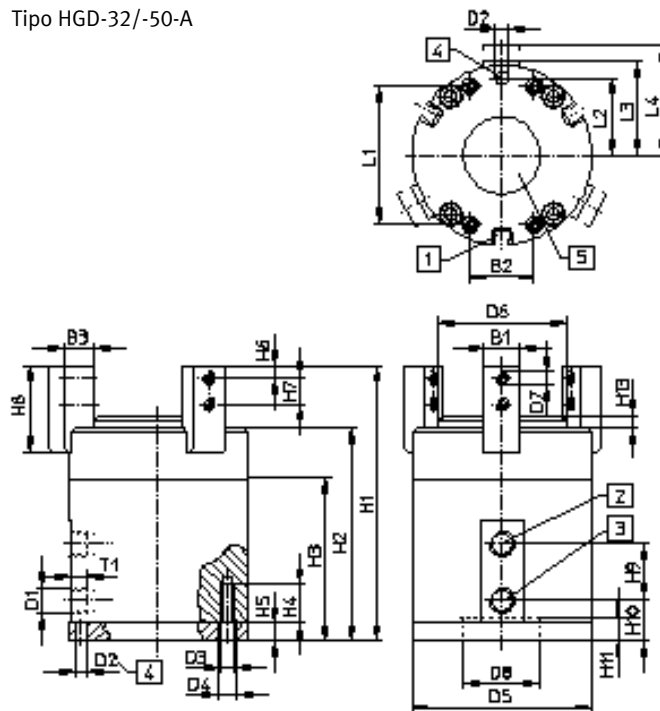 Tipo HGD-32/-50-A
D2
4
L1
L2
L3
L4
1
B2
5
B3
H6
H7
H8
H1
H2
H3
T1
D1
H5
H4
D2
4
D3
D4
D6
B1
D7
H13
2
3
H9
H10
H11
D8
D5